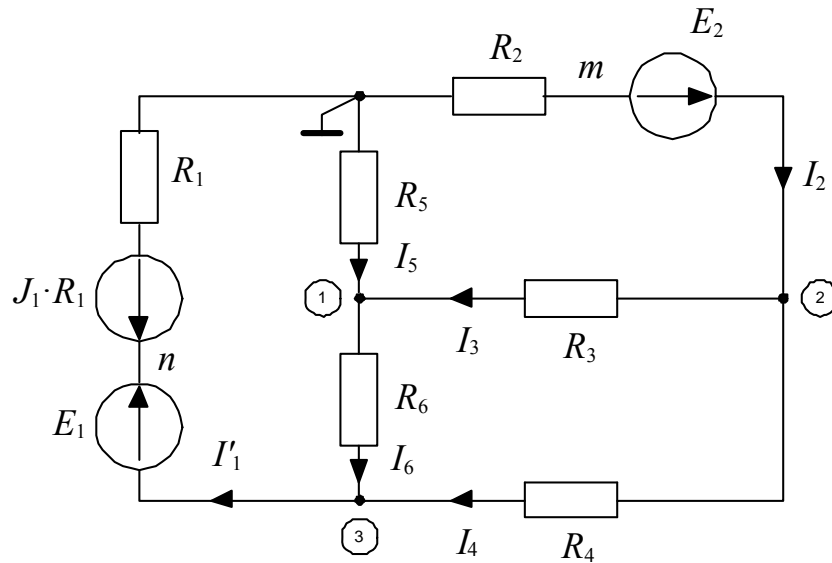 E₂
R₂
m
R₁
I₂
R₅
J₁·R₁
I₅
1
2
n
I₃
R₃
E₁
R₆
I′₁
I₆
3
I₄
R₄